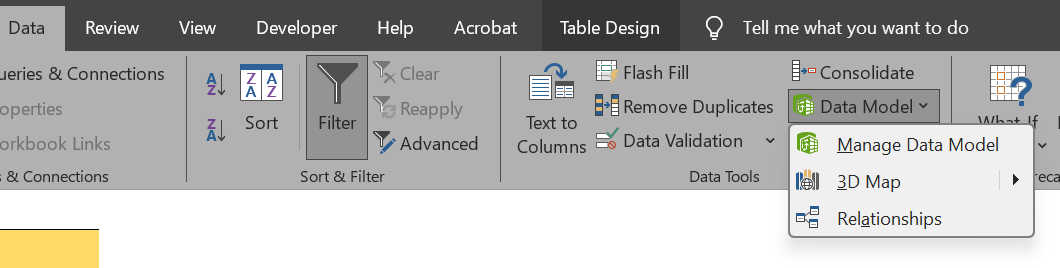 Data Review View Developer Help Acrobat Table Design Tell me what you want to do
ueries & Connections
Clear
Flash Fill
Consolidate
roperties
Reapply
Remove Duplicates
Data Model
Sort
Filter
Text to
Columns
What-If
orkbook Links
Advanced
Data Validation
Manage Data Model
s & Connections
Sort & Filter
Data Tools
3D Map
reca
Relationships